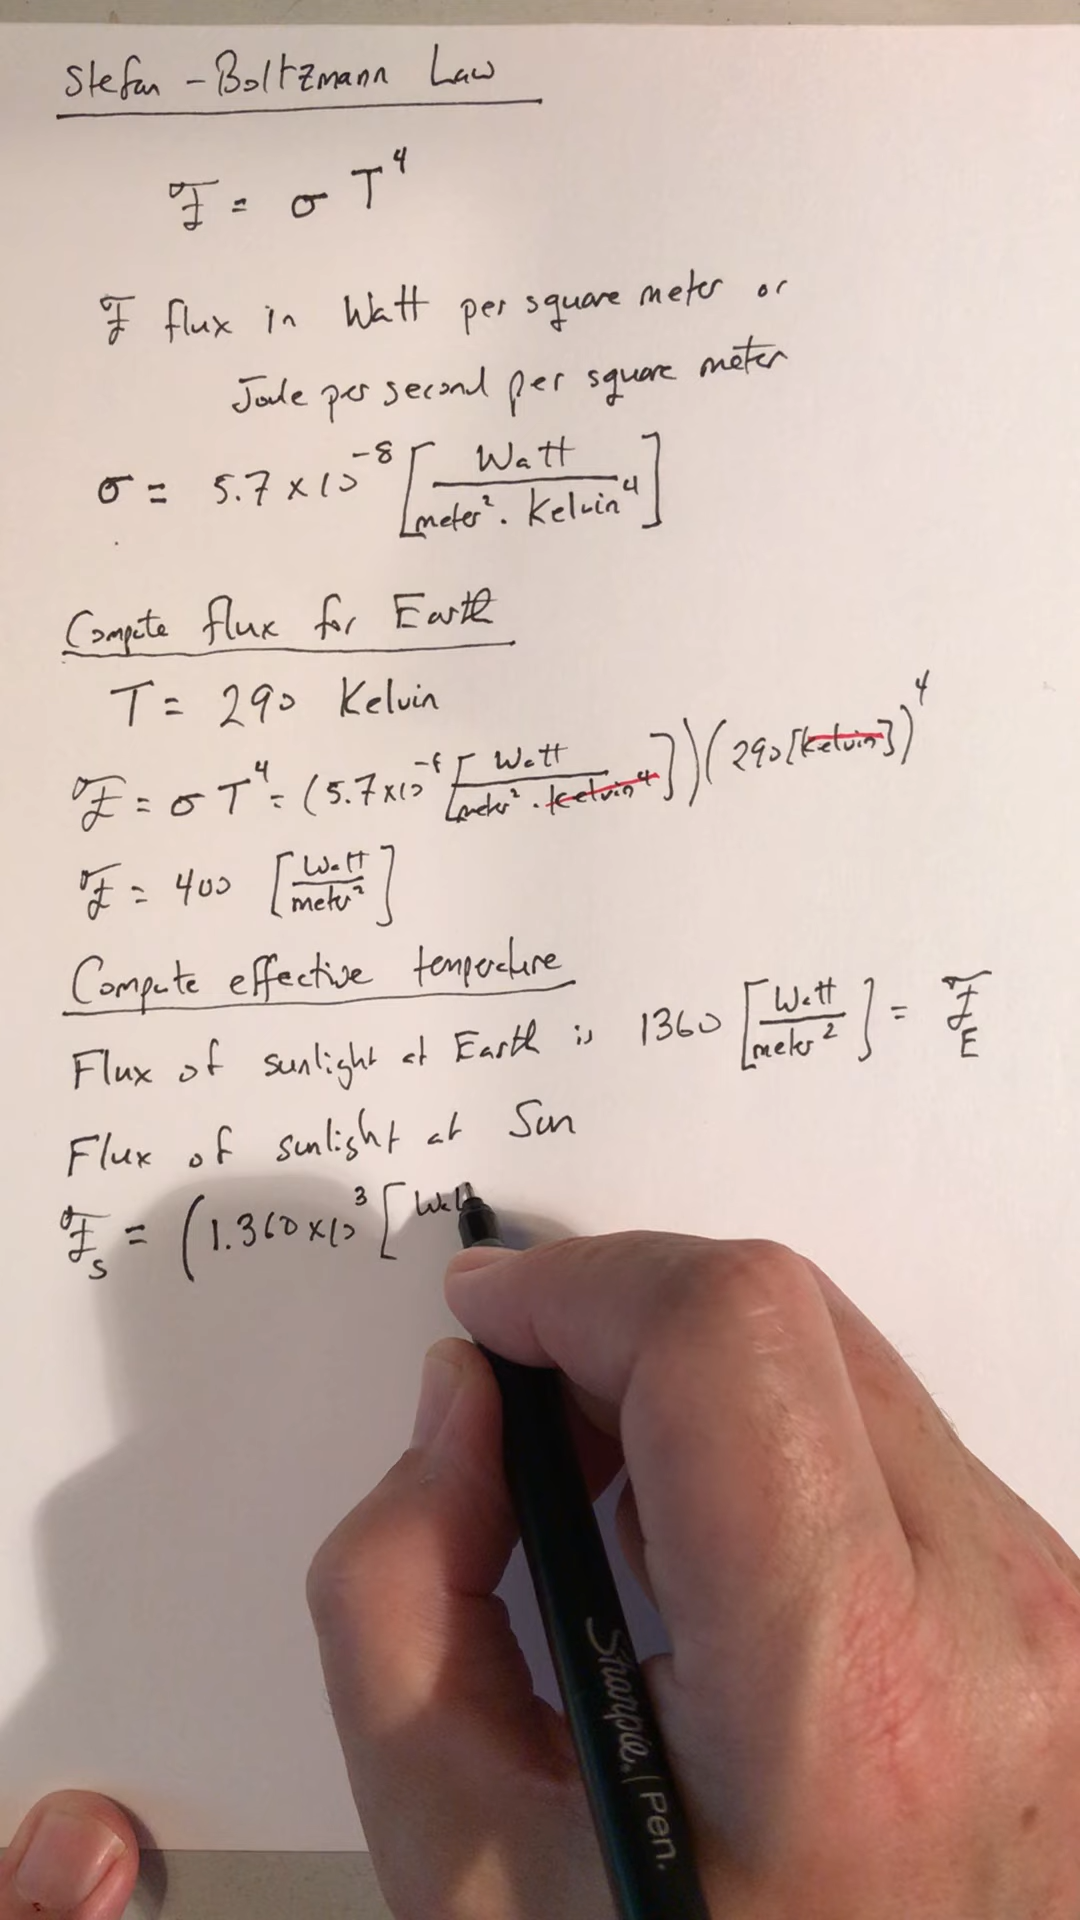 Stefan - Boltzmann Law
F = σ T⁴
F flux in Watt per square meter or
Joule per second per square meter
σ = 5.7 × 10⁻⁸ [Watt / meter² · Kelvin⁴]
Compute flux for Earth
T = 290 Kelvin
F = σ T⁴ = (5.7×10⁻⁸ [Watt / meter² · Kelvin⁴])(290 [Kelvin])⁴
F = 400 [Watt / meter²]
Compute effective temperature
Flux of sunlight at Earth is 1360 [Watt / meter²] = F_E
Flux of sunlight at Sun
F_S = (1.360 × 10³ [Wat
Sharpie. | Pen.